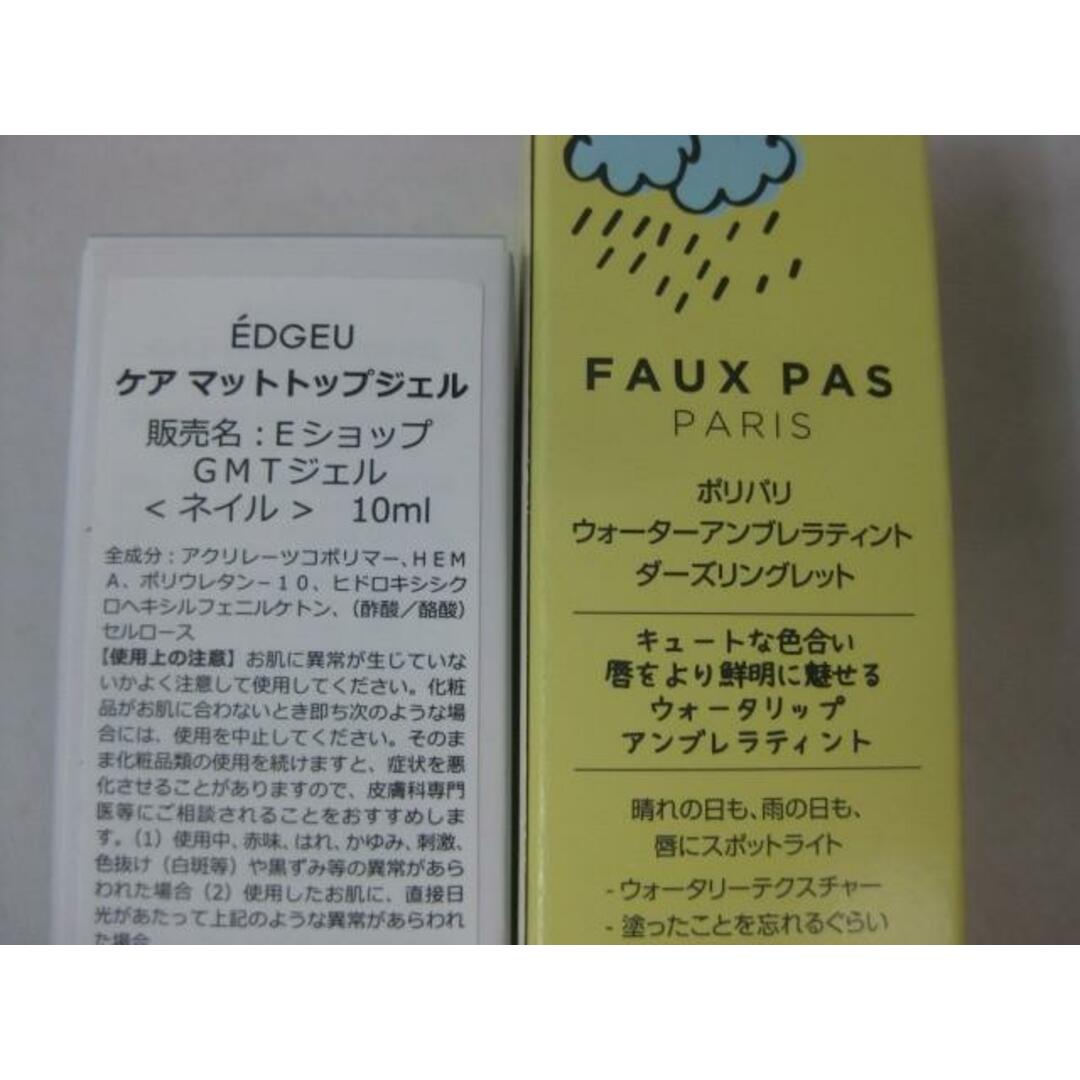 ÉDGEU
ケア マットトップジェル
販売名：Ｅショップ
ＧＭＴジェル
＜ネイル＞ 10ml
全成分：アクリレーツコポリマー、ＨＥＭ
Ａ、ポリウレタン－１０、ヒドロキシシク
ロヘキシルフェニルケトン、（酢酸／酪酸）
セルロース
【使用上の注意】お肌に異常が生じていな
いかよく注意して使用してください。化粧
品がお肌に合わないとき即ち次のような場
合には、使用を中止してください。そのま
ま化粧品類の使用を続けますと、症状を悪
化させることがありますので、皮膚科専門
医等にご相談されることをおすすめしま
す。（1）使用中、赤味、はれ、かゆみ、刺激、
色抜け（白斑等）や黒ずみ等の異常があら
われた場合（2）使用したお肌に、直接日
光があたって上記のような異常があらわれ
た場合
FAUX PAS
PARIS
ポリパリ
ウォーターアンブレラティント
ダーズリングレット
キュートな色合い
唇をより鮮明に魅せる
ウォータリップ
アンブレラティント
晴れの日も、雨の日も、
唇にスポットライト
- ウォータリーテクスチャー
- 塗ったことを忘れるぐらい